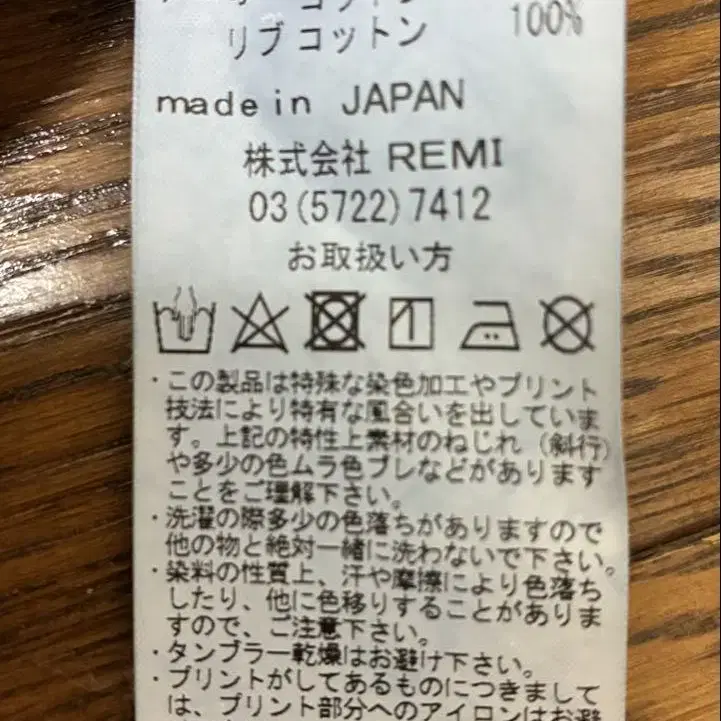 リブコットン 100%
made in JAPAN
株式会社 REMI
03(5722)7412
お取扱い方
・この製品は特殊な染色加工やプリント
技法により特有な風合いを出していま
す。上記の特性上素材のねじれ（斜行）
や多少の色ムラ色ブレなどがあります
ことをご理解下さい。
・洗濯の際多少の色落ちがありますので
他の物と絶対一緒に洗わないで下さい。
・染料の性質上、汗や摩擦により色落ち
したり、他に色移りすることがありま
すので、ご注意下さい。
・タンブラー乾燥はお避け下さい。
・プリントがしてあるものにつきまして
は、プリント部分へのアイロンはお避